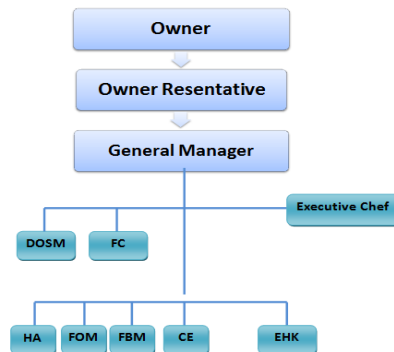 Owner
Owner Resentative
General Manager
Executive Chef
DOSM
FC
HA
FOM
FBM
CE
EHK